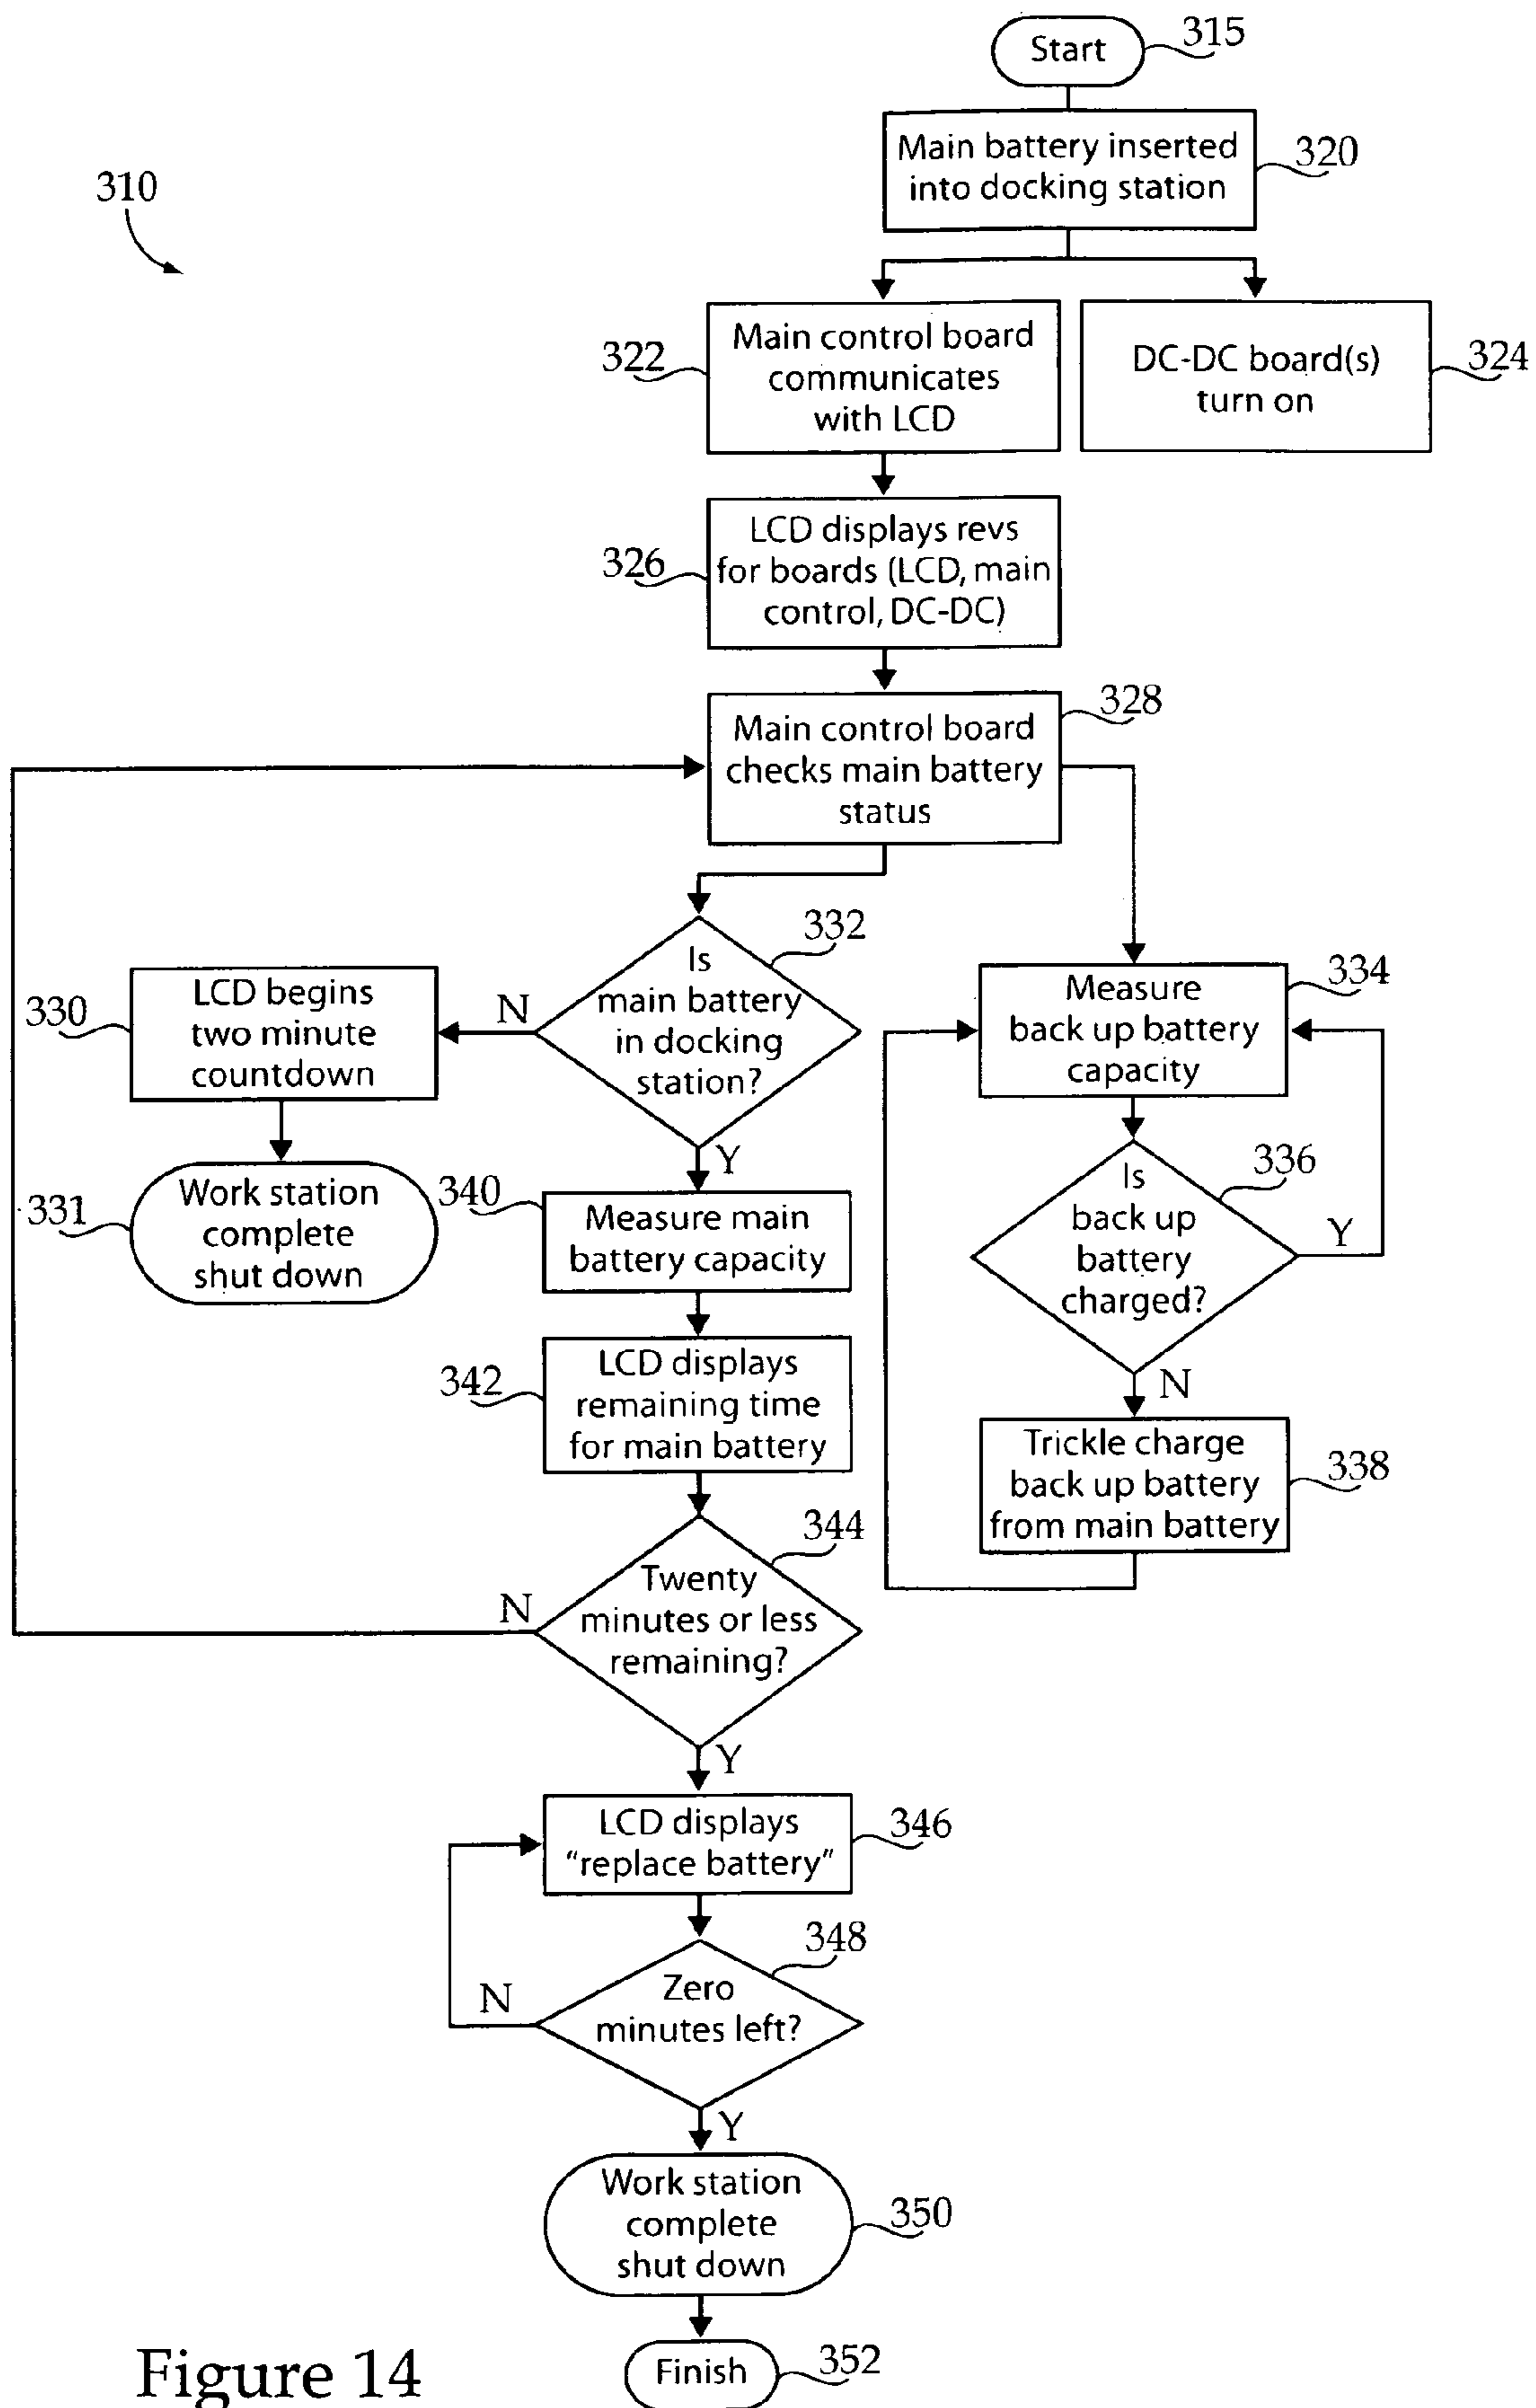 Start
315
310
Main battery inserted
into docking station
320
322
Main control board
communicates
with LCD
DC-DC board(s)
turn on
324
326
LCD displays revs
for boards (LCD, main
control, DC-DC)
328
Main control board
checks main battery
status
332
Is
main battery
in docking
station?
N
Y
330
LCD begins
two minute
countdown
331
Work station
complete
shut down
334
Measure
back up battery
capacity
336
Is
back up
battery
charged?
Y
N
338
Trickle charge
back up battery
from main battery
340
Measure main
battery capacity
342
LCD displays
remaining time
for main battery
344
Twenty
minutes or less
remaining?
N
Y
346
LCD displays
“replace battery”
348
Zero
minutes left?
N
Y
Work station
complete
shut down
350
Finish
352
Figure 14